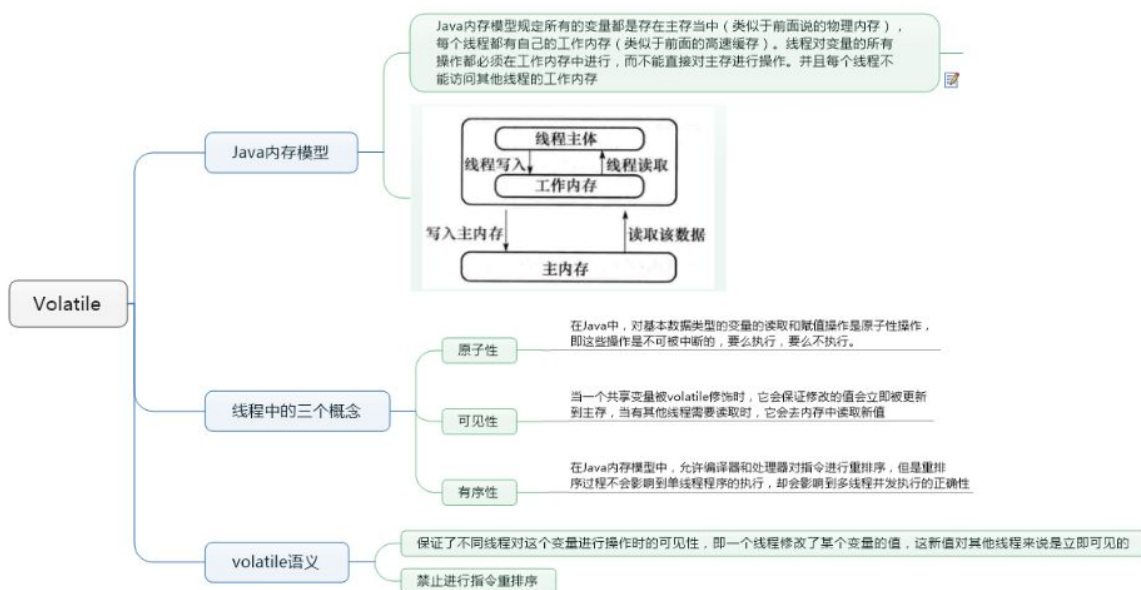 Java内存模型规定所有的变量都是存在主存当中（类似于前面说的物理内存），
每个线程都有自己的工作内存（类似于前面的高速缓存）。线程对变量的所有
操作都必须在工作内存中进行，而不能直接对主存进行操作。并且每个线程不
能访问其他线程的工作内存
Java内存模型
线程主体
线程写入
线程读取
工作内存
写入主内存
读取该数据
主内存
Volatile
线程中的三个概念
原子性
在Java中，对基本数据类型的变量的读取和赋值操作是原子性操作，
即这些操作是不可被中断的，要么执行，要么不执行。
可见性
当一个共享变量被volatile修饰时，它会保证修改的值会立即被更新
到主存，当有其他线程需要读取时，它会去内存中读取新值
有序性
在Java内存模型中，允许编译器和处理器对指令进行重排序，但是重排
序过程不会影响到单线程程序的执行，却会影响到多线程并发执行的正确性
volatile语义
保证了不同线程对这个变量进行操作时的可见性，即一个线程修改了某个变量的值，这新值对其他线程来说是立即可见的
禁止进行指令重排序